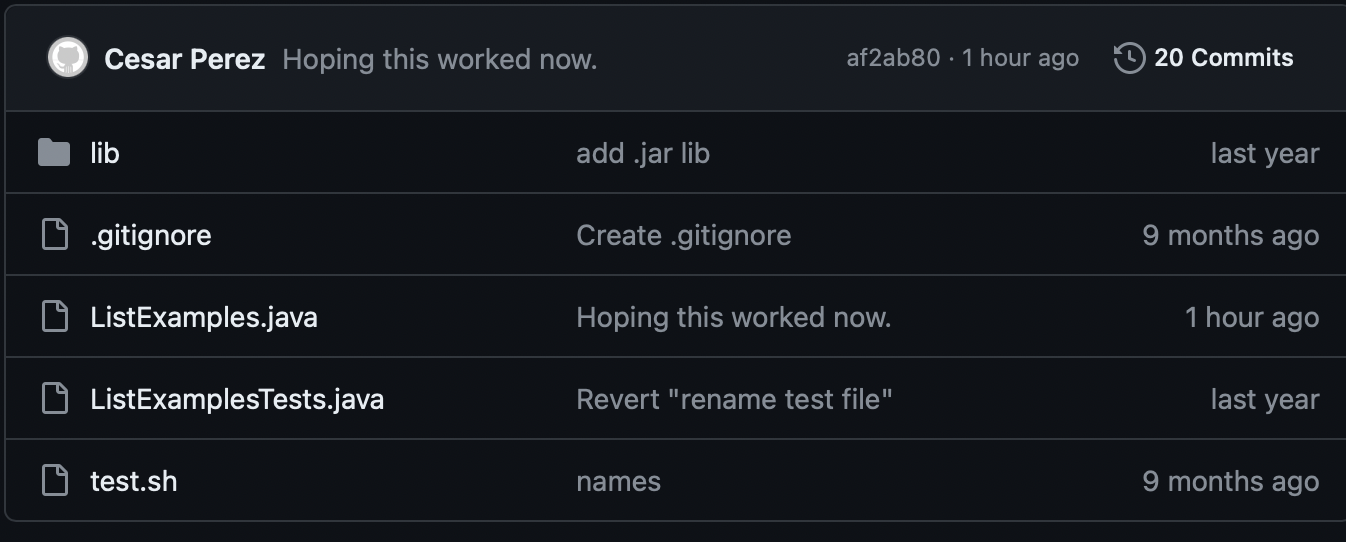 Cesar Perez Hoping this worked now. af2ab80 · 1 hour ago 20 Commits
lib add .jar lib last year
.gitignore Create .gitignore 9 months ago
ListExamples.java Hoping this worked now. 1 hour ago
ListExamplesTests.java Revert "rename test file" last year
test.sh names 9 months ago